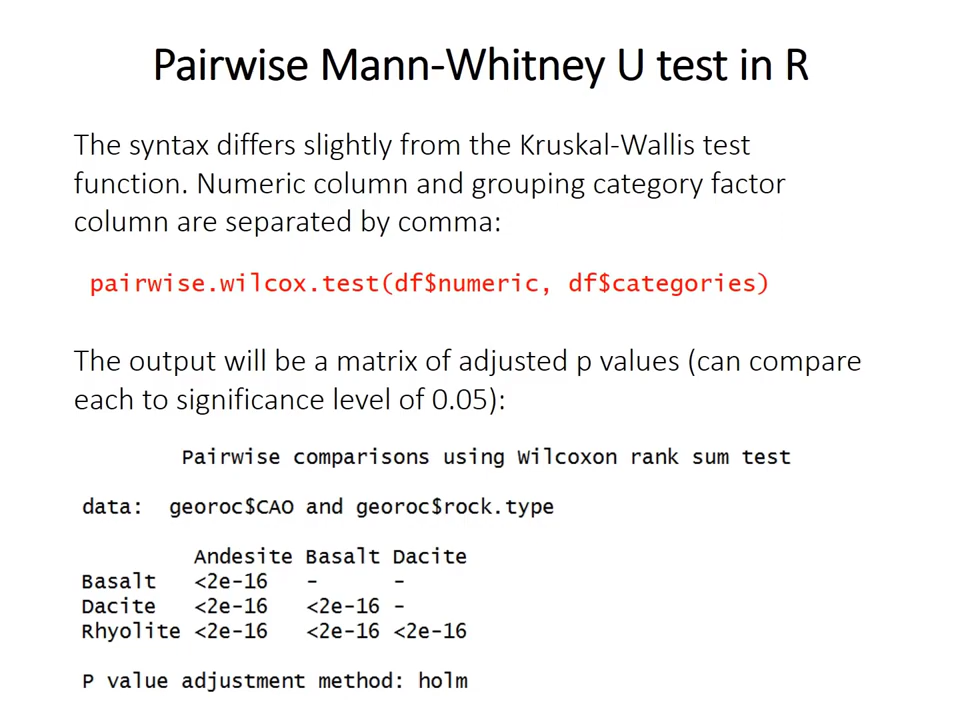 Pairwise Mann-Whitney U test in R
The syntax differs slightly from the Kruskal-Wallis test
function. Numeric column and grouping category factor
column are separated by comma:
pairwise.wilcox.test(df$numeric, df$categories)
The output will be a matrix of adjusted p values (can compare
each to significance level of 0.05):
Pairwise comparisons using Wilcoxon rank sum test
data:  georoc$CAO and georoc$rock.type
         Andesite Basalt Dacite
Basalt   <2e-16   -      -
Dacite   <2e-16   <2e-16 -
Rhyolite <2e-16   <2e-16 <2e-16
P value adjustment method: holm